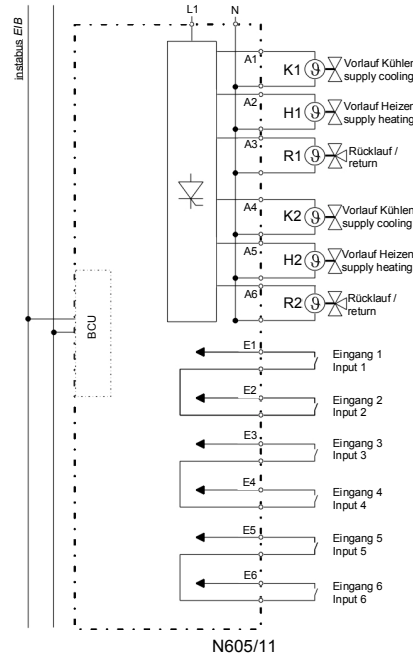 L1
N
instabus EIB
A1
K1
ϑ
Vorlauf Kühlen
supply cooling
A2
H1
ϑ
Vorlauf Heizen
supply heating
A3
R1
ϑ
Rücklauf /
return
A4
K2
ϑ
Vorlauf Kühlen
supply cooling
A5
H2
ϑ
Vorlauf Heizen
supply heating
A6
R2
ϑ
Rücklauf /
return
BCU
E1
Eingang 1
Input 1
E2
Eingang 2
Input 2
E3
Eingang 3
Input 3
E4
Eingang 4
Input 4
E5
Eingang 5
Input 5
E6
Eingang 6
Input 6
N605/11